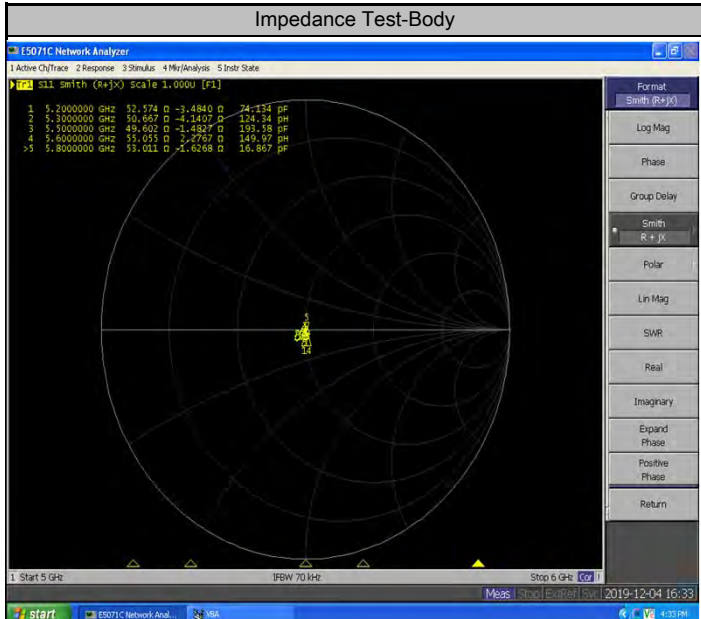 Impedance Test-Body
E5071C Network Analyzer
1 Active Ch/Trace 2 Response 3 Stimulus 4 Mkr/Analysis 5 Instr State
Tr1 S11 Smith (R+jX) Scale 1.000U [F1]
1 5.2000000 GHz 52.574 Ω -3.4840 Ω 74.134 pF
2 5.3000000 GHz 50.667 Ω -4.1407 Ω 124.34 pH
3 5.5000000 GHz 49.602 Ω -1.4827 Ω 193.58 pF
4 5.6000000 GHz 55.055 Ω 2.2767 Ω 149.97 pH
>5 5.8000000 GHz 53.011 Ω -1.6268 Ω 16.867 pF
5
14
Format
Smith (R+jX)
Log Mag
Phase
Group Delay
Smith
R + jX
Polar
Lin Mag
SWR
Real
Imaginary
Expand
Phase
Positive
Phase
Return
1 Start 5 GHz IFBW 70 kHz Stop 6 GHz Cor !
Meas Stop ExtRef Svc 2019-12-04 16:33
start E5071C Network Anal... VBA 4:33 PM